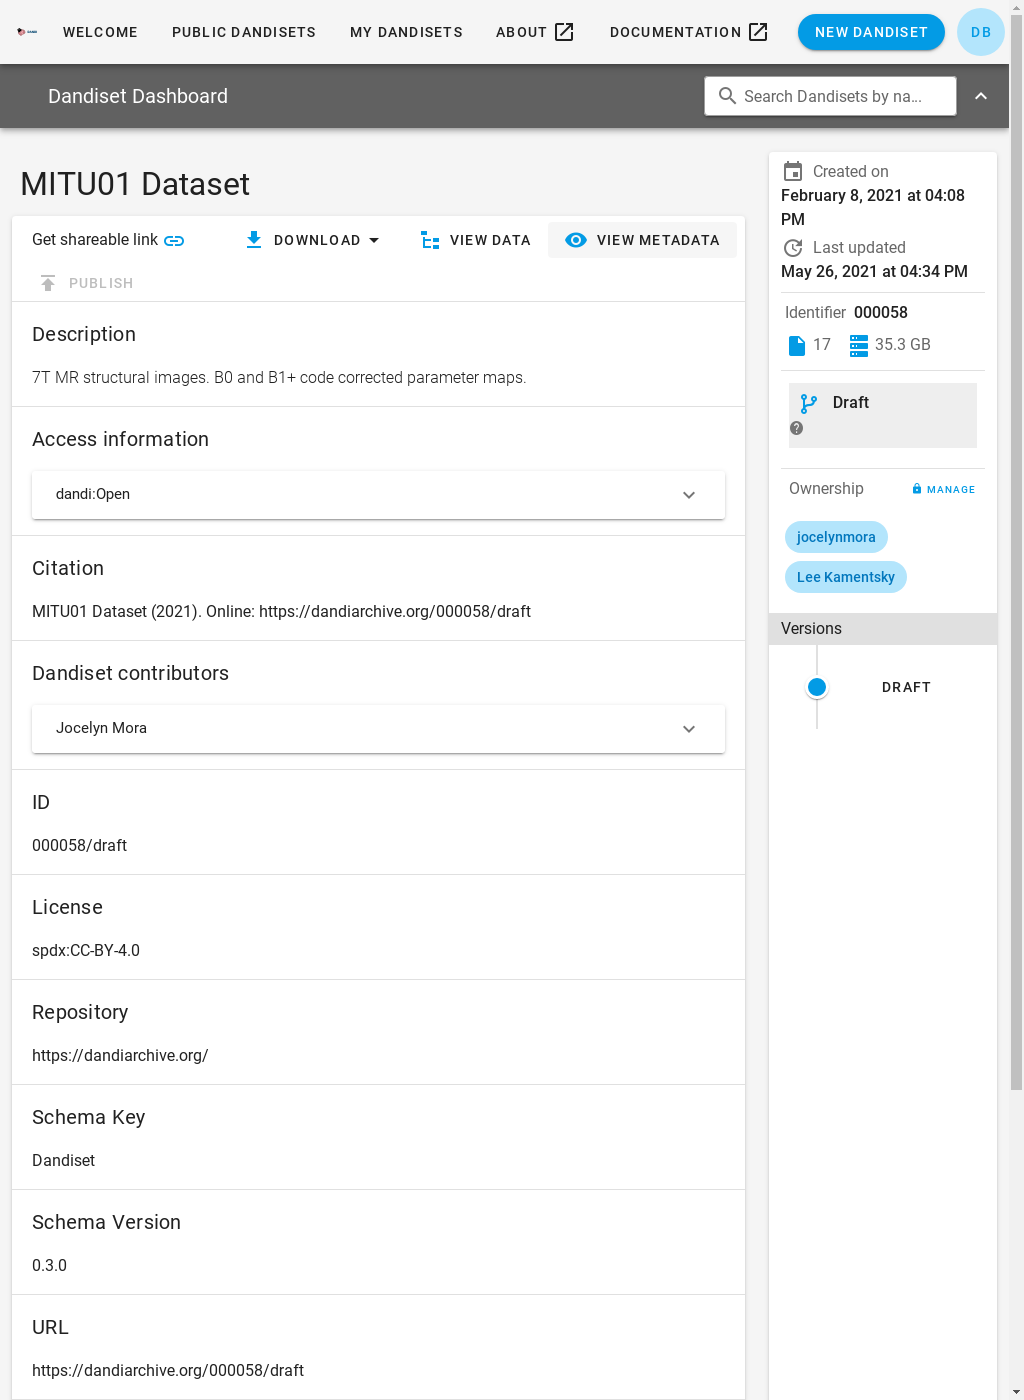 WELCOME PUBLIC DANDISETS MY DANDISETS ABOUT DOCUMENTATION NEW DANDISET DB
Dandiset Dashboard Search Dandisets by na...
MITU01 Dataset
Get shareable link DOWNLOAD VIEW DATA VIEW METADATA
PUBLISH
Description
7T MR structural images. B0 and B1+ code corrected parameter maps.
Access information
dandi:Open
Citation
MITU01 Dataset (2021). Online: https://dandiarchive.org/000058/draft
Dandiset contributors
Jocelyn Mora
ID
000058/draft
License
spdx:CC-BY-4.0
Repository
https://dandiarchive.org/
Schema Key
Dandiset
Schema Version
0.3.0
URL
https://dandiarchive.org/000058/draft
Created on
February 8, 2021 at 04:08
PM
Last updated
May 26, 2021 at 04:34 PM
Identifier 000058
17 35.3 GB
Draft
Ownership MANAGE
jocelynmora
Lee Kamentsky
Versions
DRAFT